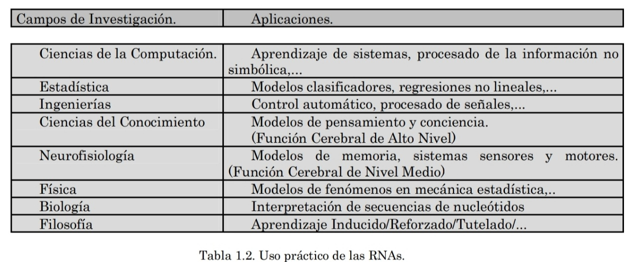 Campos de Investigación. Aplicaciones.
Ciencias de la Computación. Aprendizaje de sistemas, procesado de la información no
simbólica,...
Estadística Modelos clasificadores, regresiones no lineales,...
Ingenierías Control automático, procesado de señales,...
Ciencias del Conocimiento Modelos de pensamiento y conciencia.
(Función Cerebral de Alto Nivel)
Neurofisiología Modelos de memoria, sistemas sensores y motores.
(Función Cerebral de Nivel Medio)
Física Modelos de fenómenos en mecánica estadística,..
Biología Interpretación de secuencias de nucleótidos
Filosofía Aprendizaje Inducido/Reforzado/Tutelado/...
Tabla 1.2. Uso práctico de las RNAs.